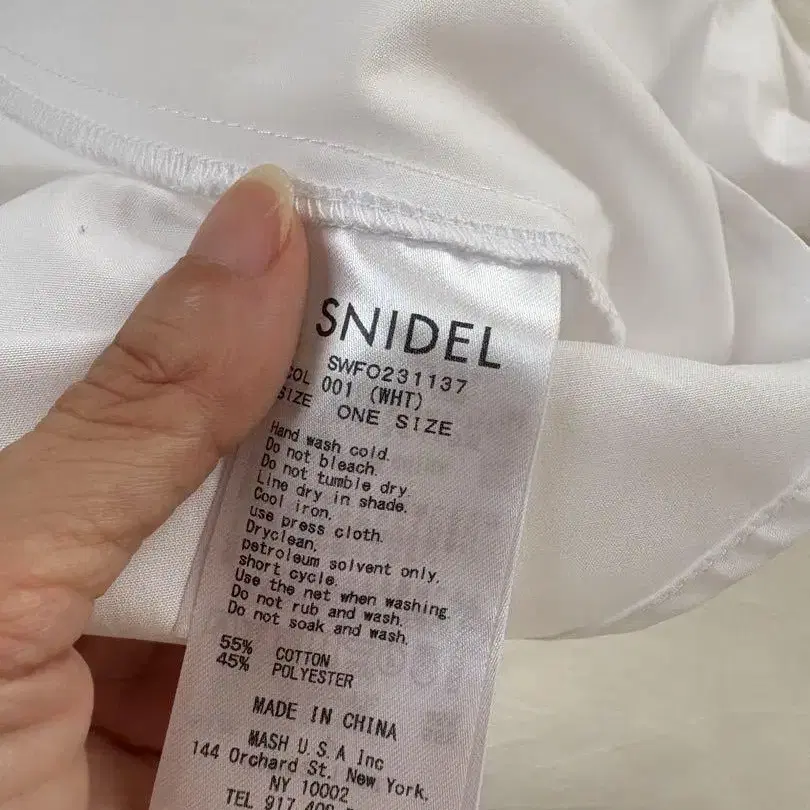 SNIDEL
SWFO231137
COL 001 (WHT)
SIZE ONE SIZE
Hand wash cold.
Do not bleach.
Do not tumble dry.
Line dry in shade.
Cool iron.
use press cloth.
Dryclean.
petroleum solvent only.
short cycle.
Use the net when washing.
Do not rub and wash.
Do not soak and wash.
55% COTTON
45% POLYESTER
MADE IN CHINA
MASH U.S.A Inc
144 Orchard St. New York.
NY 10002
TEL 917 409